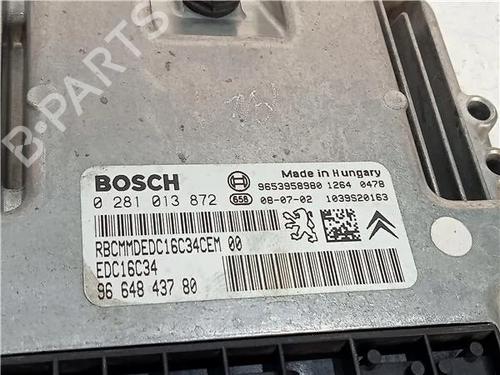 B-PARTS
BOSCH
Made in Hungary
9653958980 1264 0478
0 281 013 872
658
08-07-02 1039S20163
RBCMMDEDC16C34CEM 00
EDC16C34
96 648 437 80